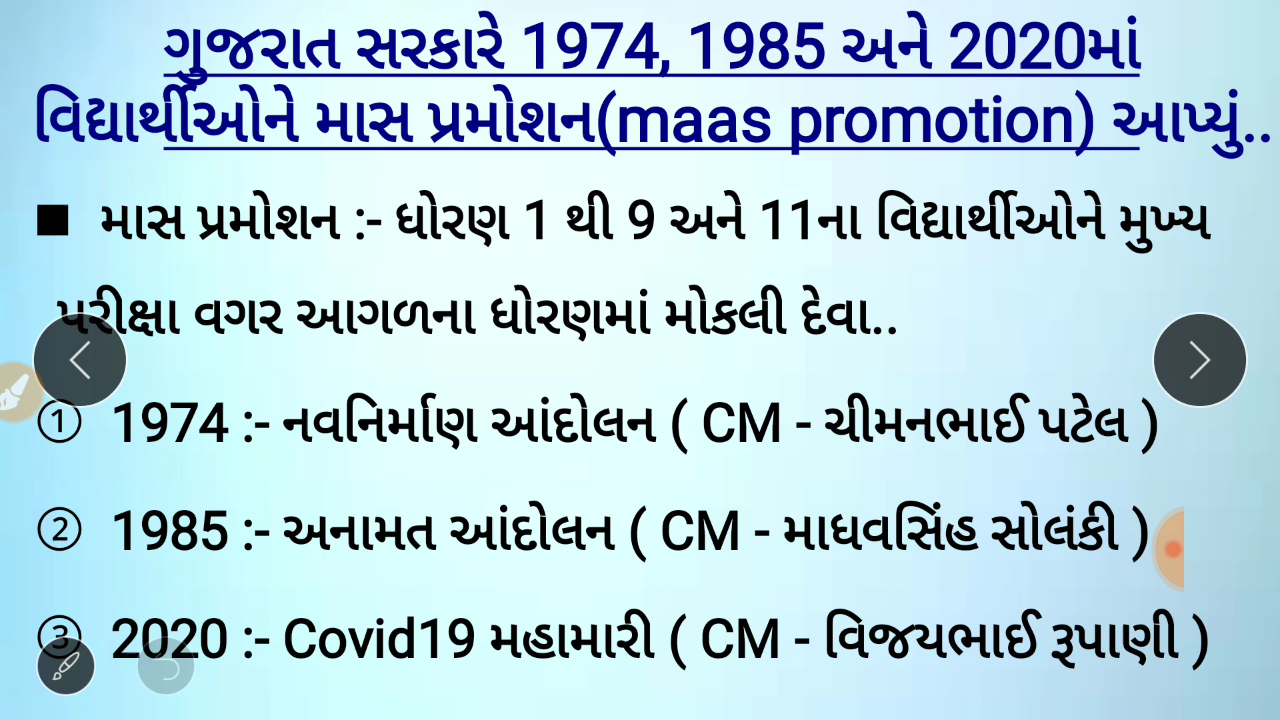 ગુજરાત સરકારે 1974, 1985 અને 2020માં
વિદ્યાર્થીઓને માસ પ્રમોશન(maas promotion) આપ્યું..
■ માસ પ્રમોશન :- ધોરણ 1 થી 9 અને 11ના વિદ્યાર્થીઓને મુખ્ય
પરીક્ષા વગર આગળના ધોરણમાં મોકલી દેવા..
① 1974 :- નવનિર્માણ આંદોલન ( CM - ચીમનભાઈ પટેલ )
② 1985 :- અનામત આંદોલન ( CM - માધવસિંહ સોલંકી )
③ 2020 :- Covid19 મહામારી ( CM - વિજયભાઈ રૂપાણી )